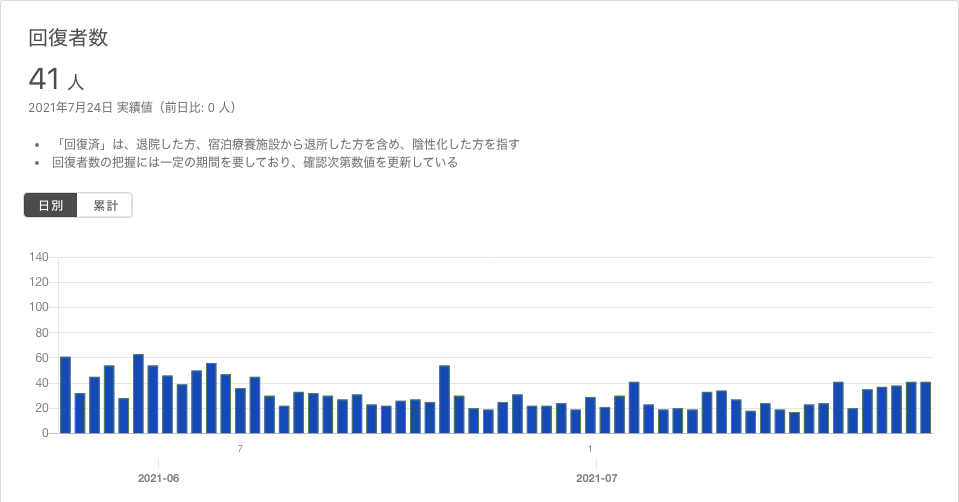 回復者数
41 人
2021年7月24日 実績値（前日比: 0 人）
「回復済」は、退院した方、宿泊療養施設から退所した方を含め、陰性化した方を指す
回復者数の把握には一定の期間を要しており、確認次第数値を更新している
日別 累計
140
120
100
80
60
40
20
0
7 1
2021-06 2021-07